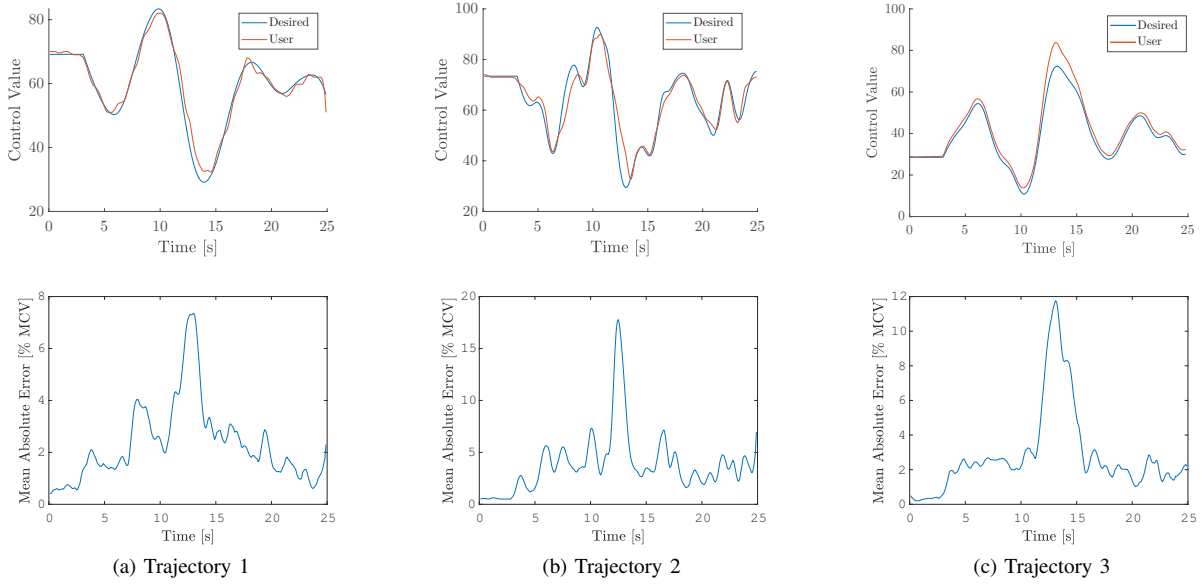 Control Value
80
60
40
20
0 5 10 15 20 25
Time [s]
Desired
User
Control Value
100
80
60
40
20
0 5 10 15 20 25
Time [s]
Desired
User
Control Value
100
80
60
40
20
0
0 5 10 15 20 25
Time [s]
Desired
User
Mean Absolute Error [% MCV]
8
6
4
2
0
0 5 10 15 20 25
Time [s]
Mean Absolute Error [% MCV]
20
15
10
5
0
0 5 10 15 20 25
Time [s]
Mean Absolute Error [% MCV]
12
10
8
6
4
2
0
0 5 10 15 20 25
Time [s]
(a) Trajectory 1
(b) Trajectory 2
(c) Trajectory 3